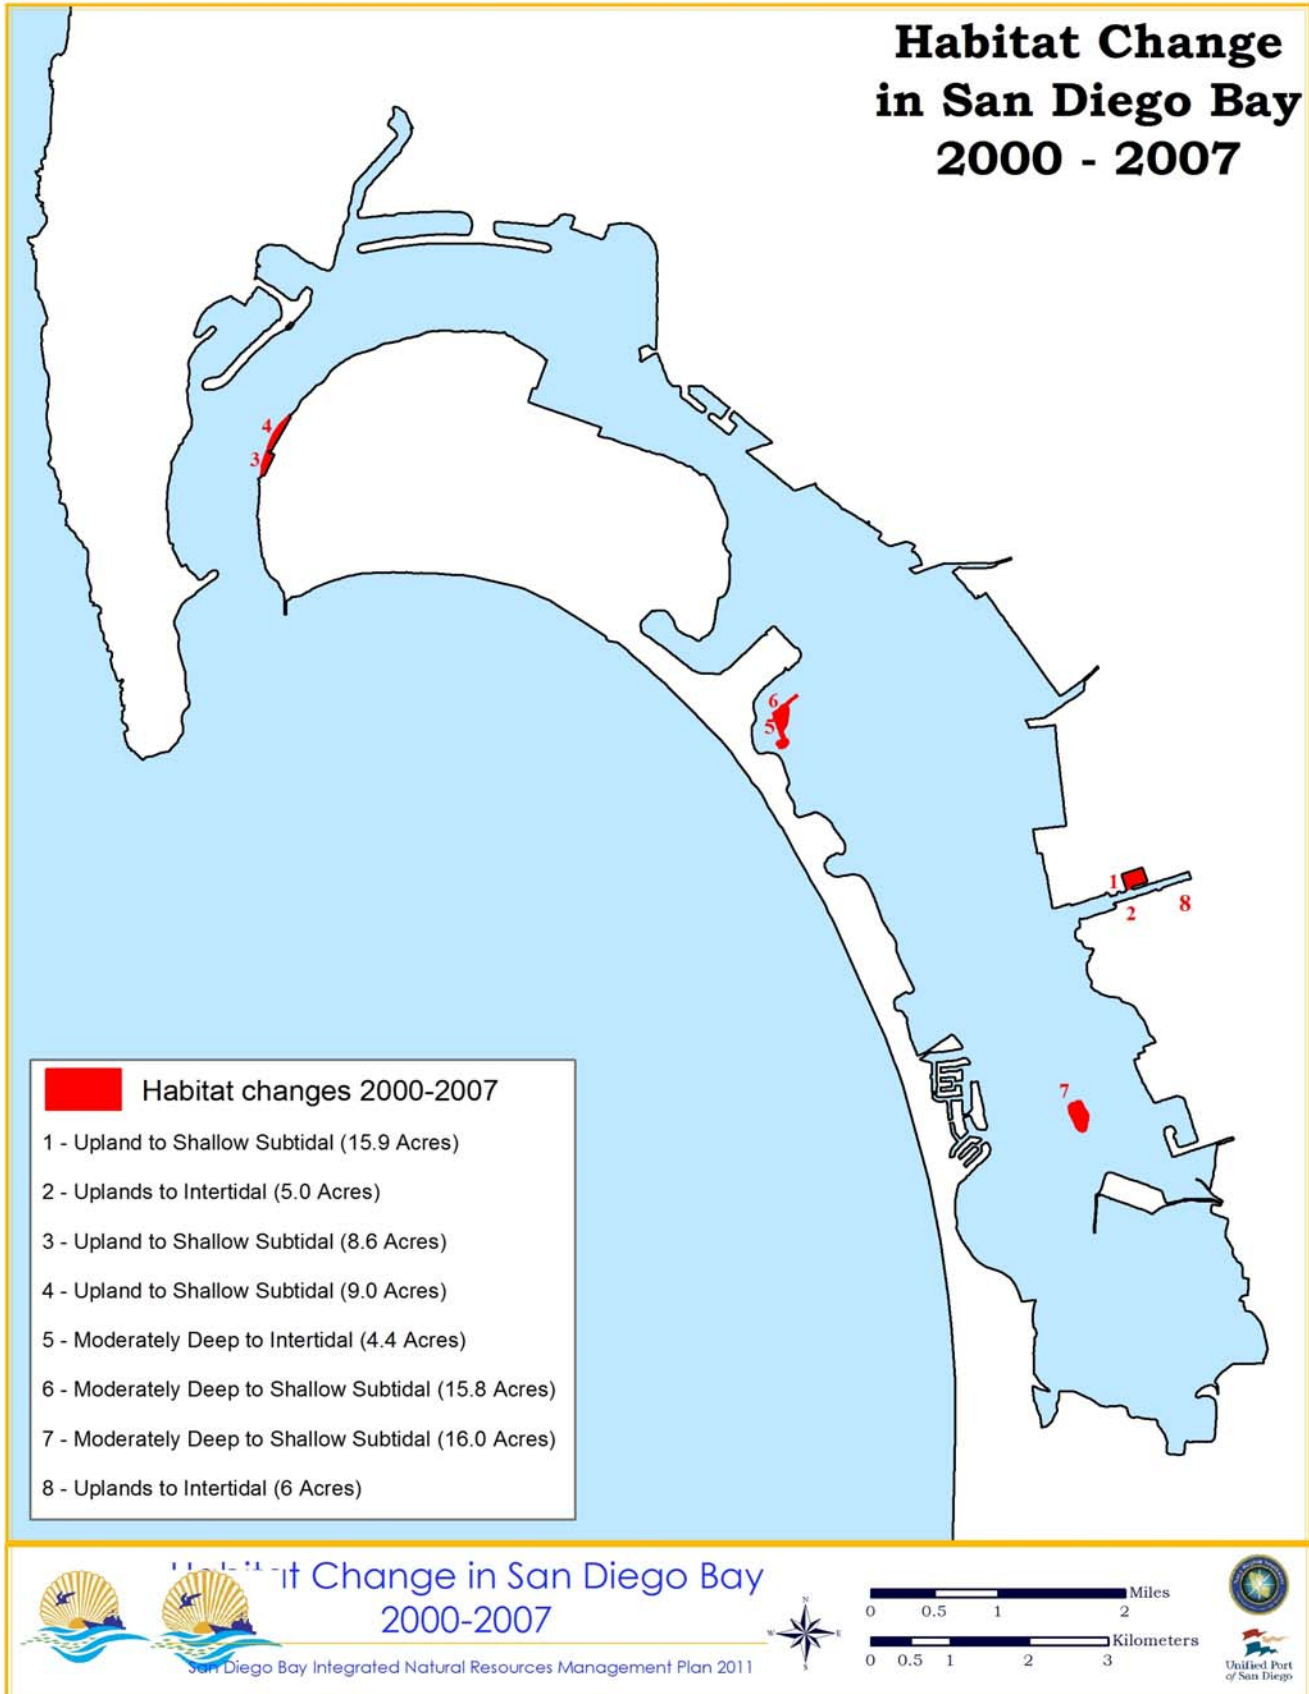 Habitat Change
in San Diego Bay
2000 - 2007
4
3
6
5
1
2
8
7
Habitat changes 2000-2007
1 - Upland to Shallow Subtidal (15.9 Acres)
2 - Uplands to Intertidal (5.0 Acres)
3 - Upland to Shallow Subtidal (8.6 Acres)
4 - Upland to Shallow Subtidal (9.0 Acres)
5 - Moderately Deep to Intertidal (4.4 Acres)
6 - Moderately Deep to Shallow Subtidal (15.8 Acres)
7 - Moderately Deep to Shallow Subtidal (16.0 Acres)
8 - Uplands to Intertidal (6 Acres)
Change in San Diego Bay
2000-2007
San Diego Bay Integrated Natural Resources Management Plan 2011
N
W E
S
Miles
0 0.5 1 2
Kilometers
0 0.5 1 2 3
Unified Port
of San Diego